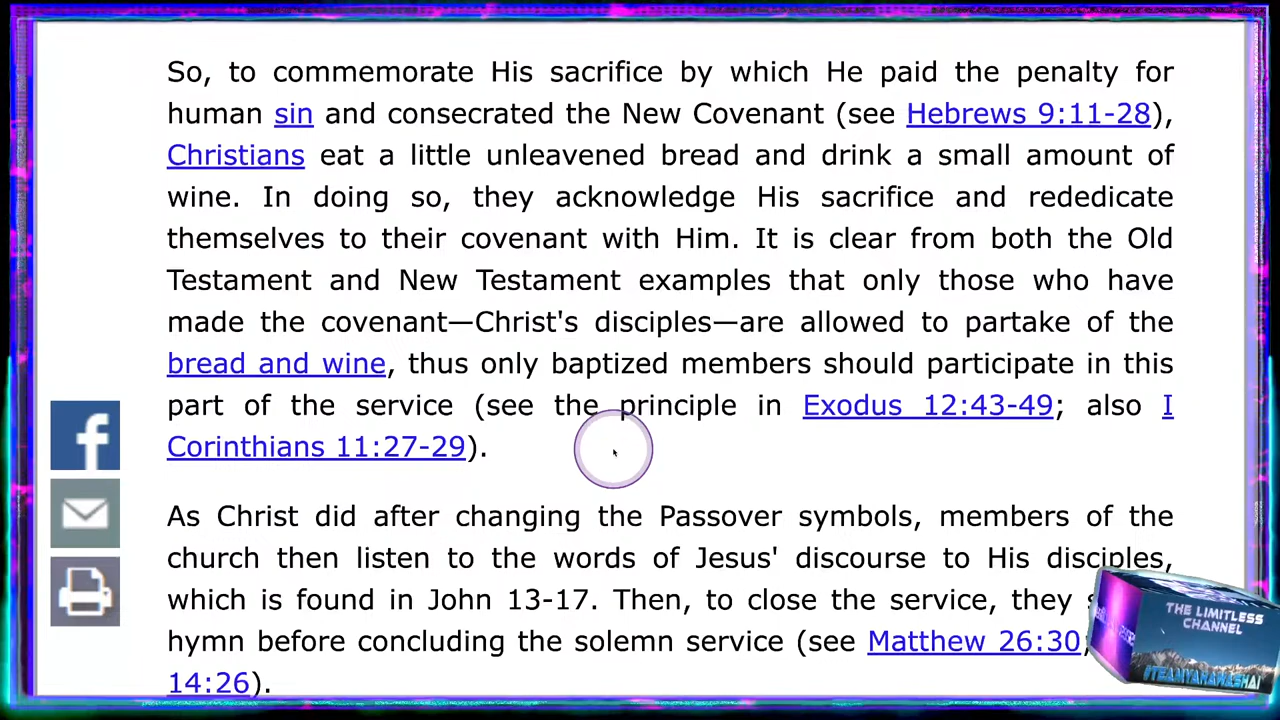 So, to commemorate His sacrifice by which He paid the penalty for
human sin and consecrated the New Covenant (see Hebrews 9:11-28),
Christians eat a little unleavened bread and drink a small amount of
wine. In doing so, they acknowledge His sacrifice and rededicate
themselves to their covenant with Him. It is clear from both the Old
Testament and New Testament examples that only those who have
made the covenant—Christ's disciples—are allowed to partake of the
bread and wine, thus only baptized members should participate in this
part of the service (see the principle in Exodus 12:43-49; also I
Corinthians 11:27-29).
As Christ did after changing the Passover symbols, members of the
church then listen to the words of Jesus' discourse to His disciples,
which is found in John 13-17. Then, to close the service, they
hymn before concluding the solemn service (see Matthew 26:30;
14:26).
THE LIMITLESS
CHANNEL
#TEAMYAHAWASHAI